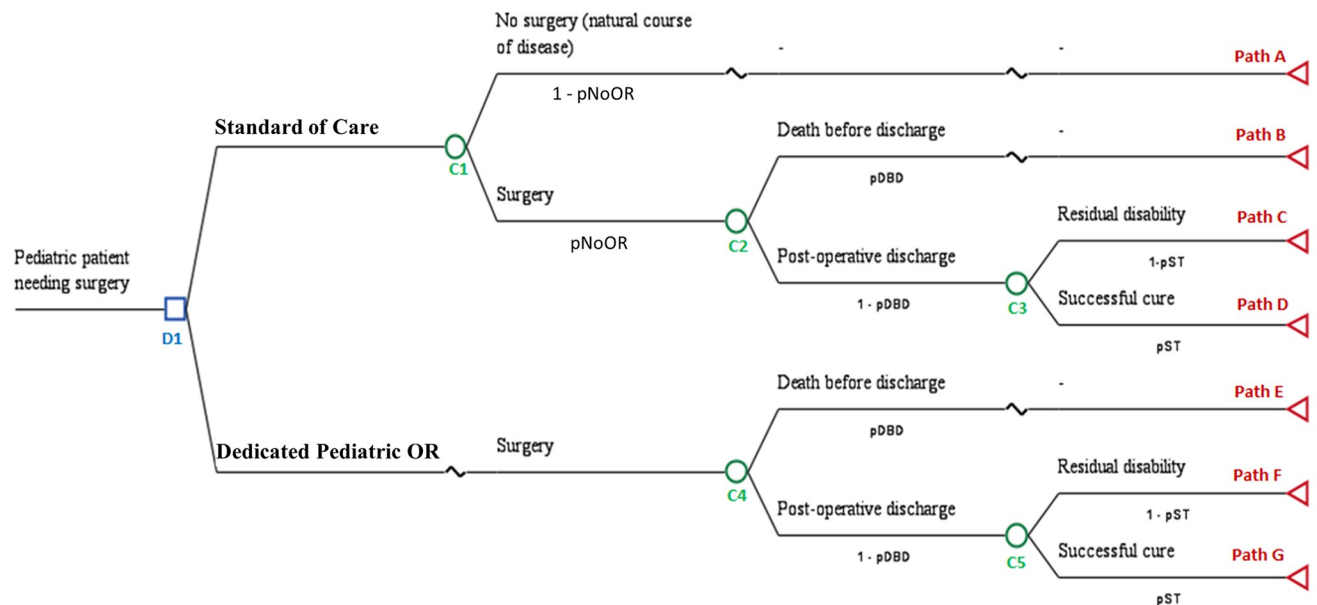 No surgery (natural course
of disease)
-
-
Path A
1 - pNoOR
Standard of Care
C1
Death before discharge
-
Path B
pDBD
Surgery
pNoOR
C2
Residual disability
Path C
1-pST
Post-operative discharge
1 - pDBD
C3
Successful cure
Path D
pST
Pediatric patient
needing surgery
D1
Death before discharge
-
Path E
pDBD
Dedicated Pediatric OR
Surgery
C4
Residual disability
Path F
1 - pST
Post-operative discharge
1 - pDBD
C5
Successful cure
Path G
pST